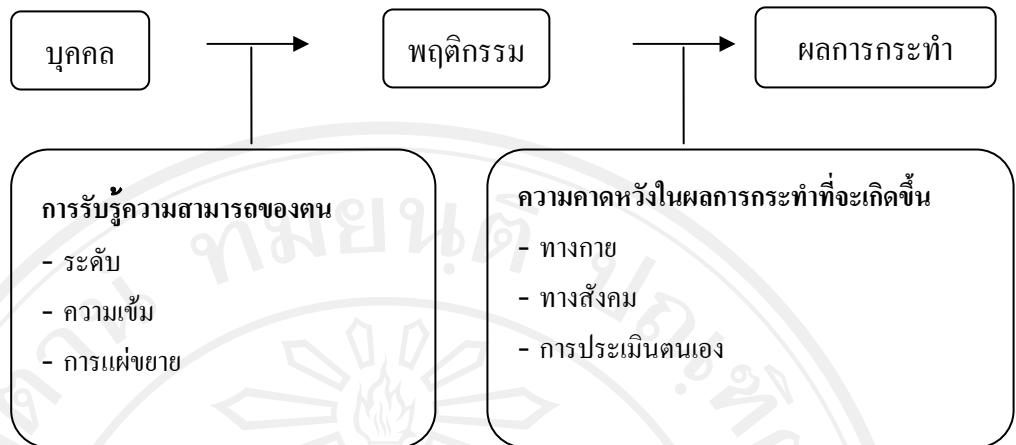 บุคคล
พฤติกรรม
ผลการกระทำ
การรับรู้ความสามารถของตน
- ระดับ
- ความเข้ม
- การแผ่ขยาย
ความคาดหวังในผลการกระทำที่จะเกิดขึ้น
- ทางกาย
- ทางสังคม
- การประเมินตนเอง